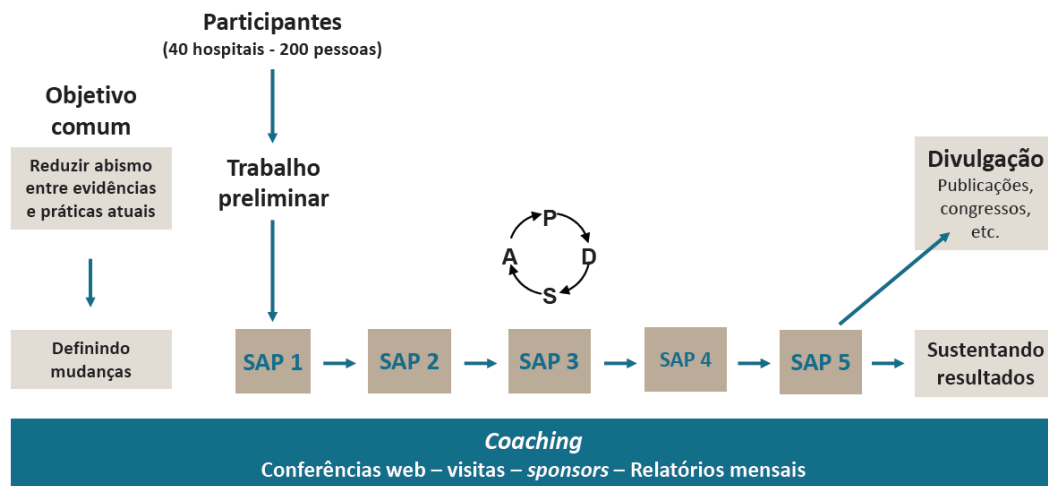 Participantes
(40 hospitais - 200 pessoas)
Objetivo
comum
Reduzir abismo
entre evidências
e práticas atuais
Trabalho
preliminar
Divulgação
Publicações,
congressos,
etc.
P
A
D
S
Definindo
mudanças
SAP 1
SAP 2
SAP 3
SAP 4
SAP 5
Sustentando
resultados
Coaching
Conferências web – visitas – sponsors – Relatórios mensais